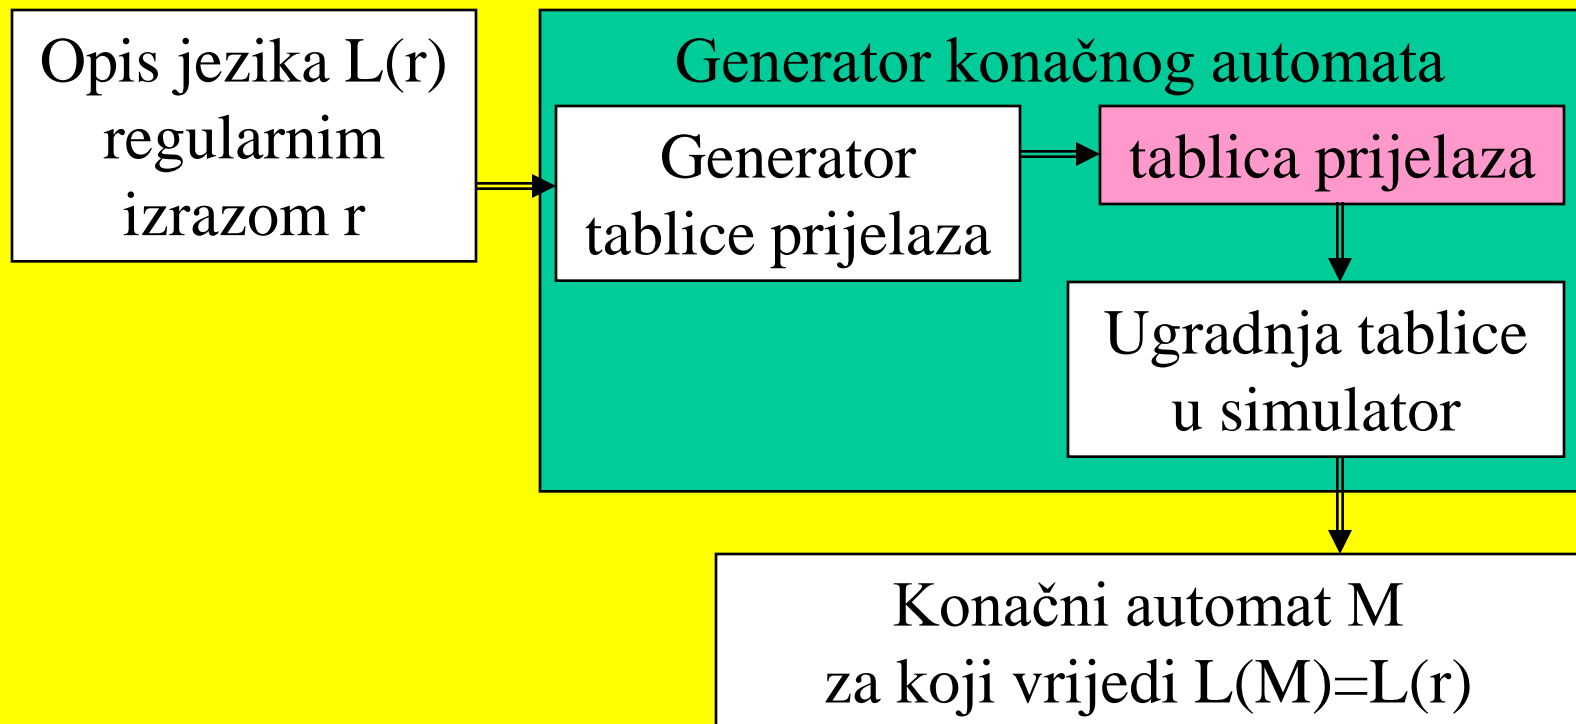 Opis jezika L(r)
regularnim
izrazom r
Generator konačnog automata
Generator
tablice prijelaza
tablica prijelaza
Ugradnja tablice
u simulator
Konačni automat M
za koji vrijedi L(M)=L(r)